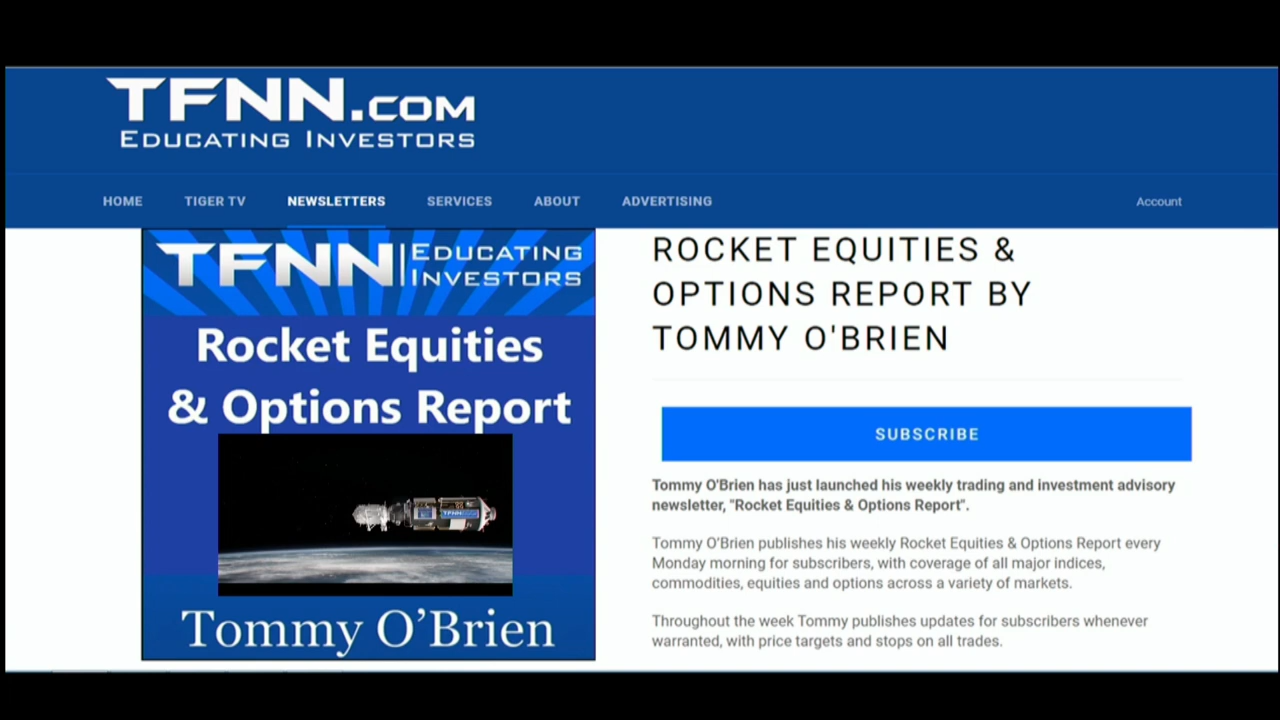 TFNN.COM
EDUCATING INVESTORS
HOME TIGER TV NEWSLETTERS SERVICES ABOUT ADVERTISING Account
TFNN | EDUCATING
INVESTORS
Rocket Equities
& Options Report
TFNN.COM
Tommy O’Brien
ROCKET EQUITIES &
OPTIONS REPORT BY
TOMMY O'BRIEN
SUBSCRIBE
Tommy O'Brien has just launched his weekly trading and investment advisory
newsletter, "Rocket Equities & Options Report".
Tommy O’Brien publishes his weekly Rocket Equities & Options Report every
Monday morning for subscribers, with coverage of all major indices,
commodities, equities and options across a variety of markets.
Throughout the week Tommy publishes updates for subscribers whenever
warranted, with price targets and stops on all trades.